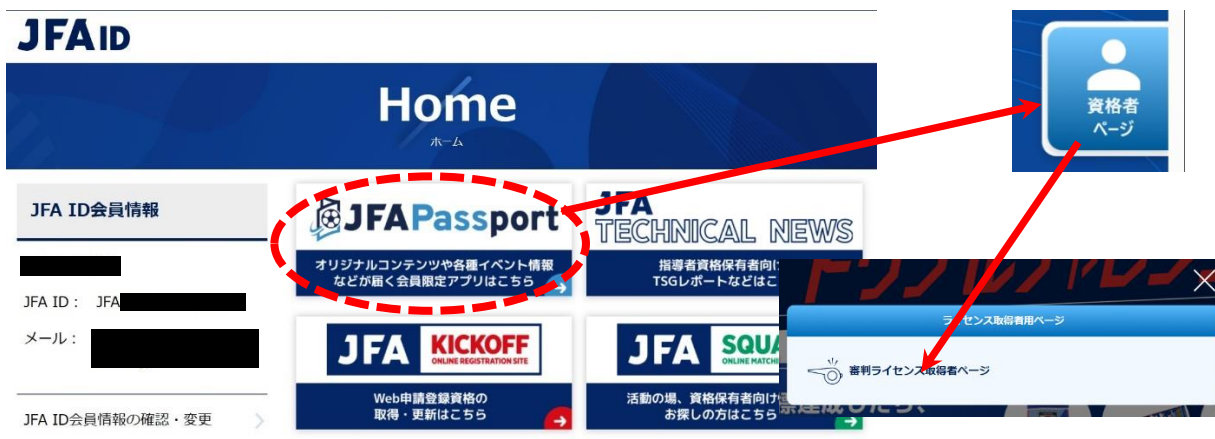 JFA ID
Home
ホーム
資格者
ページ
JFA ID会員情報
JFA ID： JFA
メール：
JFA ID会員情報の確認・変更
JFA Passport
オリジナルコンテンツや各種イベント情報
などが届く会員限定アプリはこちら
JFA
TECHNICAL NEWS
指導者資格保有者向け
TSGレポートなどはこ
JFA KICKOFF
ONLINE REGISTRATION SITE
Web申請登録資格の
取得・更新はこちら
JFA SQUA
ONLINE MATCHI
活動の場、資格保有者向け
お探しの方はこちら
ライセンス取得者用ページ
審判ライセンス取得者ページ